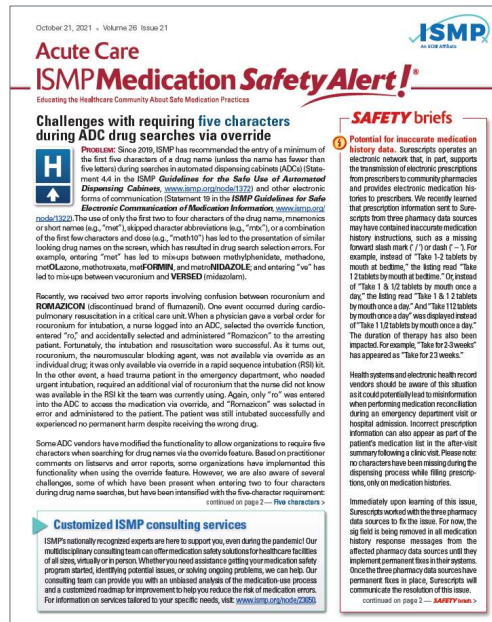 October 21, 2021 • Volume 26 Issue 21
ISMP
An ECRI Affiliate
Acute Care
ISMP Medication Safety Alert!®
Educating the Healthcare Community About Safe Medication Practices
Challenges with requiring five characters
during ADC drug searches via override
H
PROBLEM: Since 2019, ISMP has recommended the entry of a minimum of
the first five characters of a drug name (unless the name has fewer than
five letters) during searches in automated dispensing cabinets (ADCs) (State-
ment 4.4 in the ISMP Guidelines for the Safe Use of Automated
Dispensing Cabinets, www.ismp.org/node/1372) and other electronic
forms of communication (Statement 19 in the ISMP Guidelines for Safe
Electronic Communication of Medication Information, www.ismp.org/
node/1322). The use of only the first two to four characters of the drug name, mnemonics
or short names (e.g., "met"), skipped character abbreviations (e.g., "mtx"), or a combination
of the first few characters and dose (e.g., "meth10") has led to the presentation of similar
looking drug names on the screen, which has resulted in drug search selection errors. For
example, entering "met" has led to mix-ups between methylphenidate, methadone,
metOLazone, methotrexate, metFORMIN, and metroNIDAZOLE; and entering "ve" has
led to mix-ups between vecuronium and VERSED (midazolam).
Recently, we received two error reports involving confusion between rocuronium and
ROMAZICON (discontinued brand of flumazenil). One event occurred during cardio-
pulmonary resuscitation in a critical care unit. When a physician gave a verbal order for
rocuronium for intubation, a nurse logged into an ADC, selected the override function,
entered "ro," and accidentally selected and administered "Romazicon" to the arresting
patient. Fortunately, the intubation and resuscitation were successful. As it turns out,
rocuronium, the neuromuscular blocking agent, was not available via override as an
individual drug; it was only available via override in a rapid sequence intubation (RSI) kit.
In the other event, a head trauma patient in the emergency department, who needed
urgent intubation, required an additional vial of rocuronium that the nurse did not know
was available in the RSI kit the team was currently using. Again, only "ro" was entered
into the ADC to access the medication via override, and "Romazicon" was selected in
error and administered to the patient. The patient was still intubated successfully and
experienced no permanent harm despite receiving the wrong drug.
Some ADC vendors have modified the functionality to allow organizations to require five
characters when searching for drug names via the override feature. Based on practitioner
comments on listservs and error reports, some organizations have implemented this
functionality when using the override feature. However, we are also aware of several
challenges, some of which have been present when entering two to four characters
during drug name searches, but have been intensified with the five-character requirement:
continued on page 2 — Five characters >
Customized ISMP consulting services
ISMP's nationally recognized experts are here to support you, even during the pandemic! Our
multidisciplinary consulting team can offer medication safety solutions for healthcare facilities
of all sizes, virtually or in person. Whether you need assistance getting your medication safety
program started, identifying potential issues, or solving ongoing problems, we can help. Our
consulting team can provide you with an unbiased analysis of the medication-use process
and a customized roadmap for improvement to help you reduce the risk of medication errors.
For information on services tailored to your specific needs, visit: www.ismp.org/node/23650.
SAFETY briefs
Potential for inaccurate medication
history data. Surescripts operates an
electronic network that, in part, supports
the transmission of electronic prescriptions
from prescribers to community pharmacies
and provides electronic medication his-
tories to prescribers. We recently learned
that prescription information sent to Sure-
scripts from three pharmacy data sources
may have contained inaccurate medication
history instructions, such as a missing
forward slash mark ("/") or dash ("–"). For
example, instead of "Take 1-2 tablets by
mouth at bedtime," the listing read "Take
1 2 tablets by mouth at bedtime." Or, instead
of "Take 1 & 1/2 tablets by mouth once a
day," the listing read "Take 1 & 1 2 tablets
by mouth once a day." And "Take 112 tablets
by mouth once a day" was displayed instead
of "Take 1 1/2 tablets by mouth once a day."
The duration of therapy has also been
impacted. For example, "Take for 2-3 weeks"
has appeared as "Take for 2 3 weeks."
Health systems and electronic health record
vendors should be aware of this situation
as it could potentially lead to misinformation
when performing medication reconciliation
during an emergency department visit or
hospital admission. Incorrect prescription
information can also appear as part of the
patient's medication list in the after-visit
summary following a clinic visit. Please note:
no characters have been missing during the
dispensing process while filling prescrip-
tions, only on medication histories.
Immediately upon learning of this issue,
Surescripts worked with the three pharmacy
data sources to fix the issue. For now, the
sig field is being removed in all medication
history response messages from the
affected pharmacy data sources until they
implement permanent fixes in their systems.
Once the three pharmacy data sources have
permanent fixes in place, Surescripts will
communicate the resolution of this issue.
continued on page 2 — SAFETY briefs >